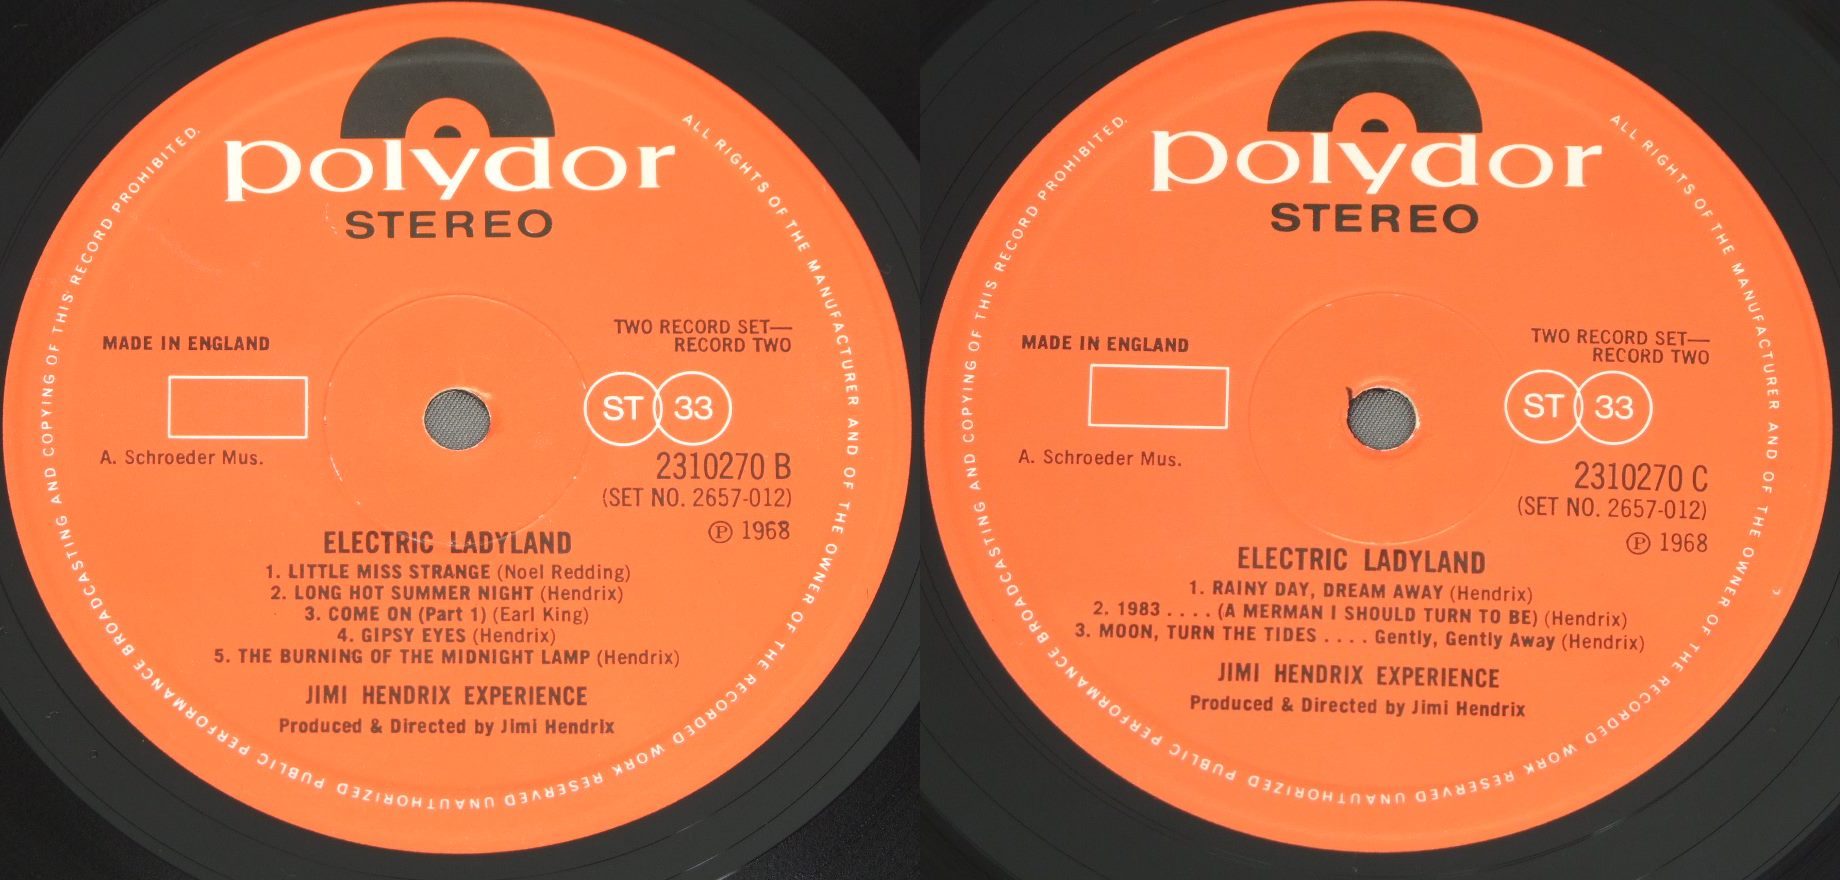 polydor
STEREO
ALL RIGHTS OF THE MANUFACTURER AND OF THE OWNER OF THE RECORDED WORK RESERVED UNAUTHORIZED PUBLIC PERFORMANCE BROADCASTING AND COPYING OF THIS RECORD PROHIBITED.
MADE IN ENGLAND
TWO RECORD SET—
RECORD TWO
ST 33
A. Schroeder Mus.
2310270 B
(SET NO. 2657-012)
Ⓟ 1968
ELECTRIC LADYLAND
1. LITTLE MISS STRANGE (Noel Redding)
2. LONG HOT SUMMER NIGHT (Hendrix)
3. COME ON (Part 1) (Earl King)
4. GIPSY EYES (Hendrix)
5. THE BURNING OF THE MIDNIGHT LAMP (Hendrix)
JIMI HENDRIX EXPERIENCE
Produced & Directed by Jimi Hendrix
polydor
STEREO
ALL RIGHTS OF THE MANUFACTURER AND OF THE OWNER OF THE RECORDED WORK RESERVED UNAUTHORIZED PUBLIC PERFORMANCE BROADCASTING AND COPYING OF THIS RECORD PROHIBITED.
MADE IN ENGLAND
TWO RECORD SET—
RECORD TWO
ST 33
A. Schroeder Mus.
2310270 C
(SET NO. 2657-012)
Ⓟ 1968
ELECTRIC LADYLAND
1. RAINY DAY, DREAM AWAY (Hendrix)
2. 1983 . . . . (A MERMAN I SHOULD TURN TO BE) (Hendrix)
3. MOON, TURN THE TIDES . . . . Gently, Gently Away (Hendrix)
JIMI HENDRIX EXPERIENCE
Produced & Directed by Jimi Hendrix